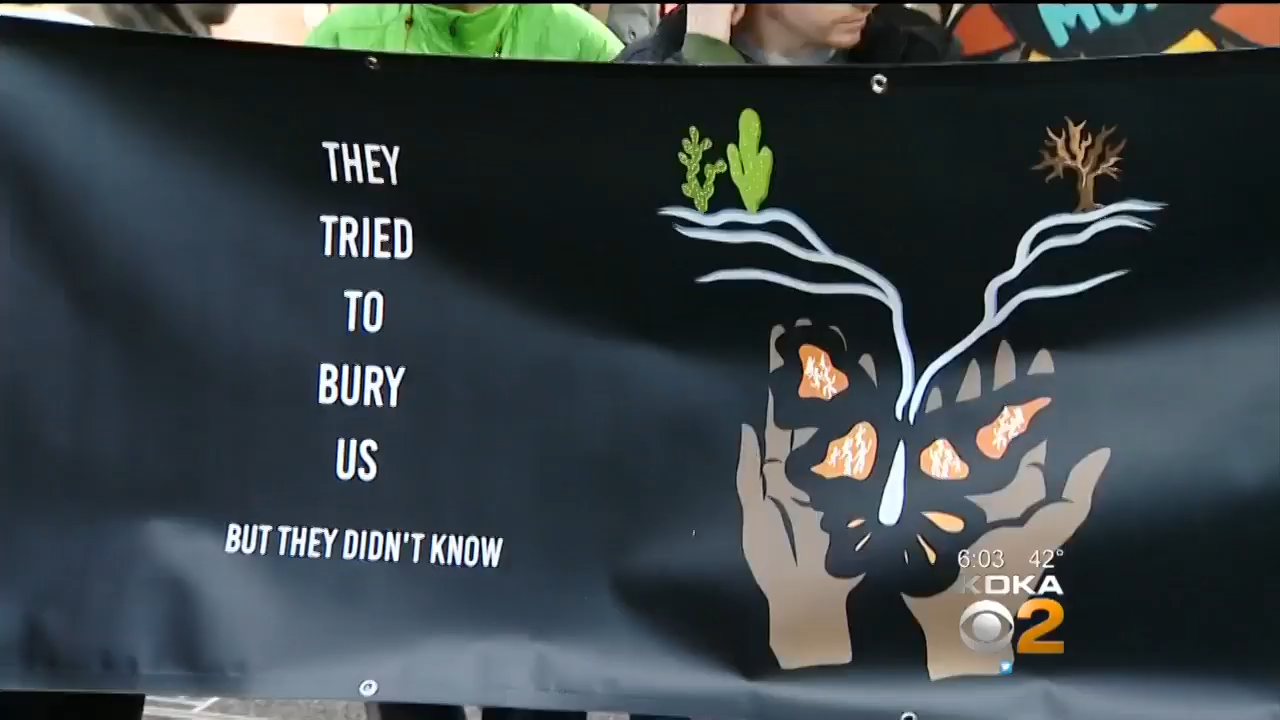 THEY
TRIED
TO
BURY
US
BUT THEY DIDN'T KNOW
6:03 42°
KDKA
2